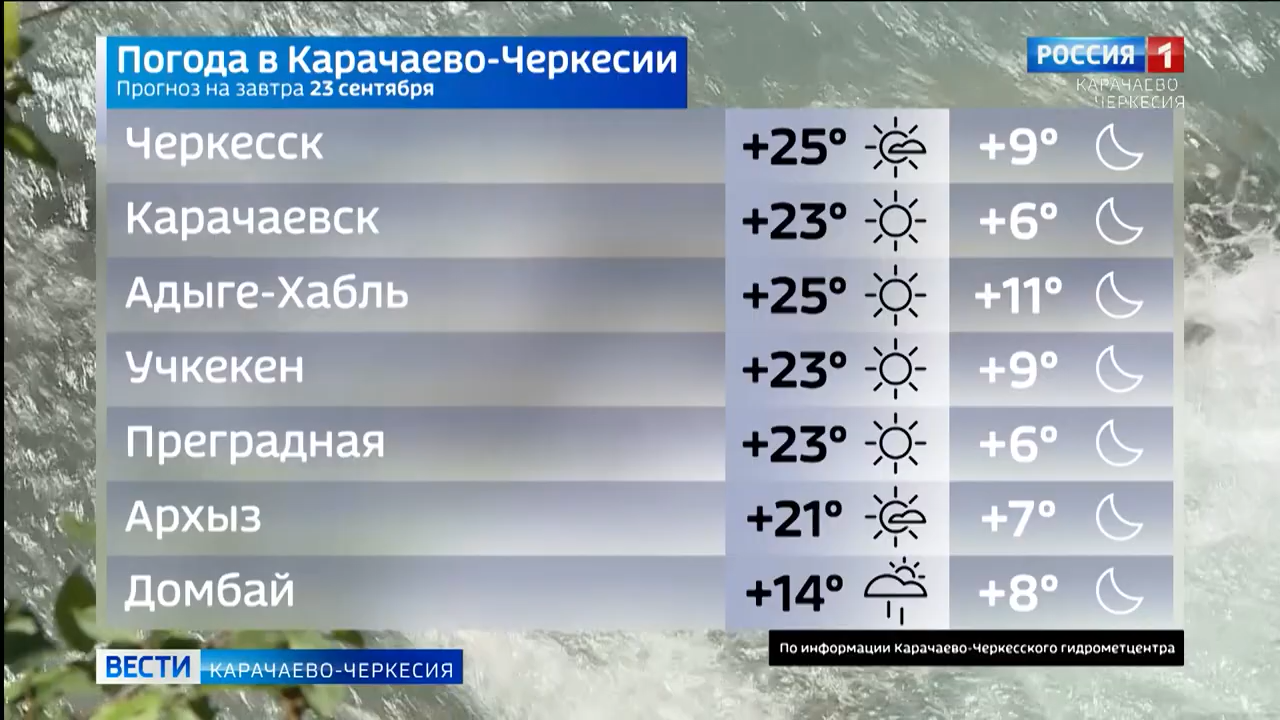 Погода в Карачаево-Черкесии
Прогноз на завтра 23 сентября
РОССИЯ 1
КАРАЧАЕВО
ЧЕРКЕСИЯ
Черкесск +25° +9°
Карачаевск +23° +6°
Адыге-Хабль +25° +11°
Учкекен +23° +9°
Преградная +23° +6°
Архыз +21° +7°
Домбай +14° +8°
По информации Карачаево-Черкесского гидрометцентра
ВЕСТИ КАРАЧАЕВО-ЧЕРКЕСИЯ